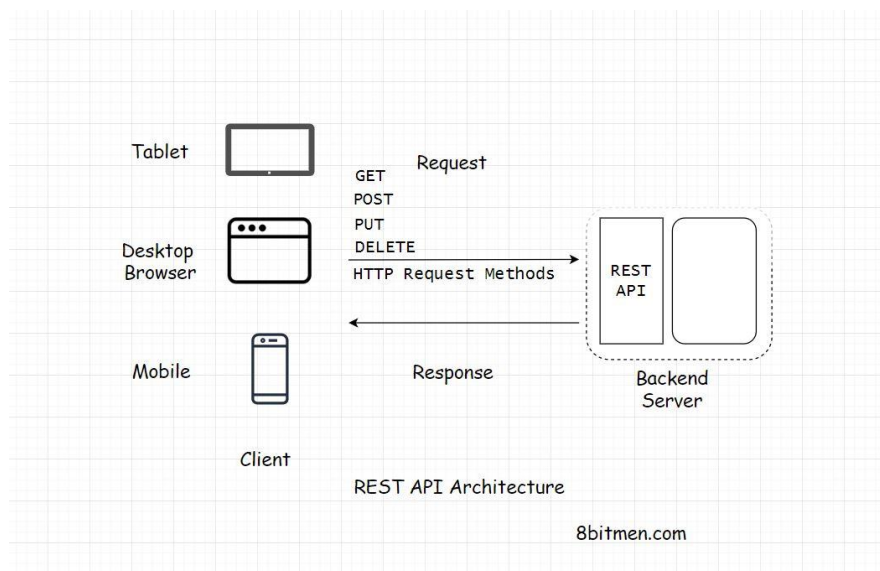 Tablet
Request
GET
POST
PUT
DELETE
HTTP Request Methods
Desktop
Browser
REST
API
Mobile
Response
Backend
Server
Client
REST API Architecture
8bitmen.com